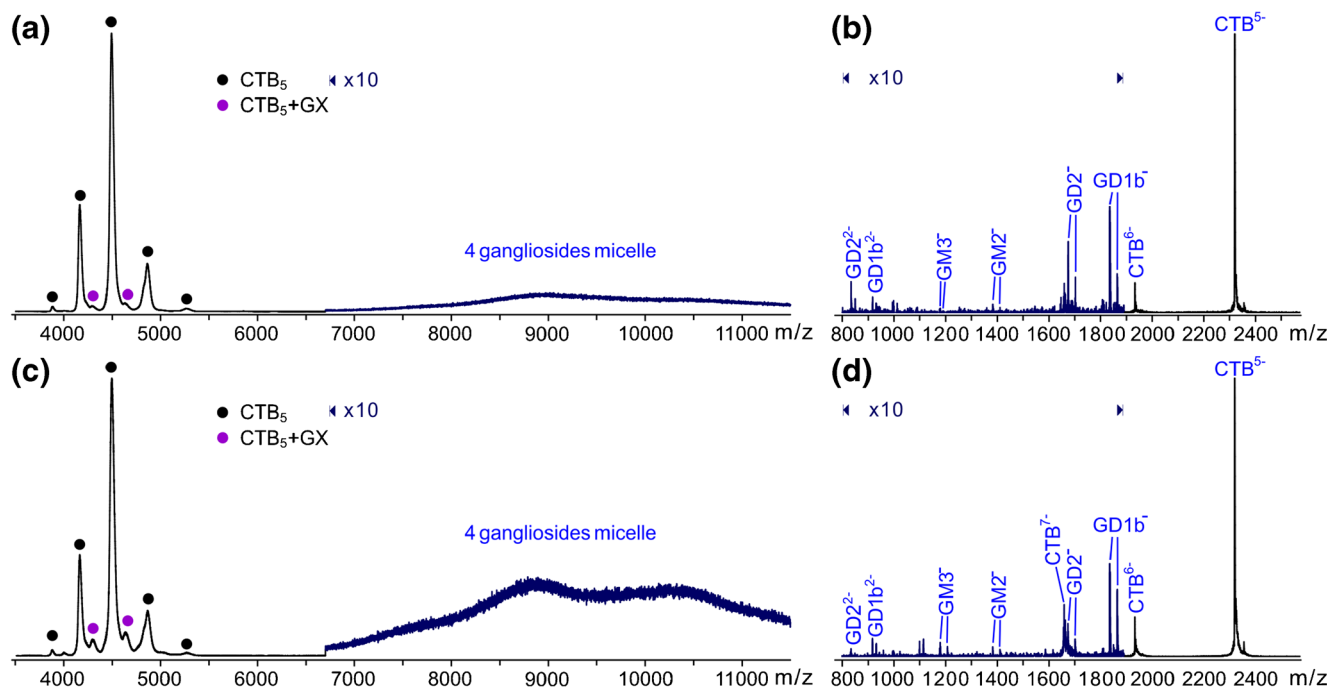 (a)
CTB₅
x10
CTB₅+GX
4 gangliosides micelle
4000 5000 6000 7000 8000 9000 10000 11000 m/z
(b)
CTB⁵⁻
x10
GD2²⁻
GD1b²⁻
GM3⁻
GM2⁻
GD2⁻
GD1b⁻
CTB⁶⁻
800 1000 1200 1400 1600 1800 2000 2200 2400 m/z
(c)
CTB₅
x10
CTB₅+GX
4 gangliosides micelle
4000 5000 6000 7000 8000 9000 10000 11000 m/z
(d)
CTB⁵⁻
x10
GD2²⁻
GD1b²⁻
GM3⁻
GM2⁻
CTB⁷⁻
GD2⁻
GD1b⁻
CTB⁶⁻
800 1000 1200 1400 1600 1800 2000 2200 2400 m/z